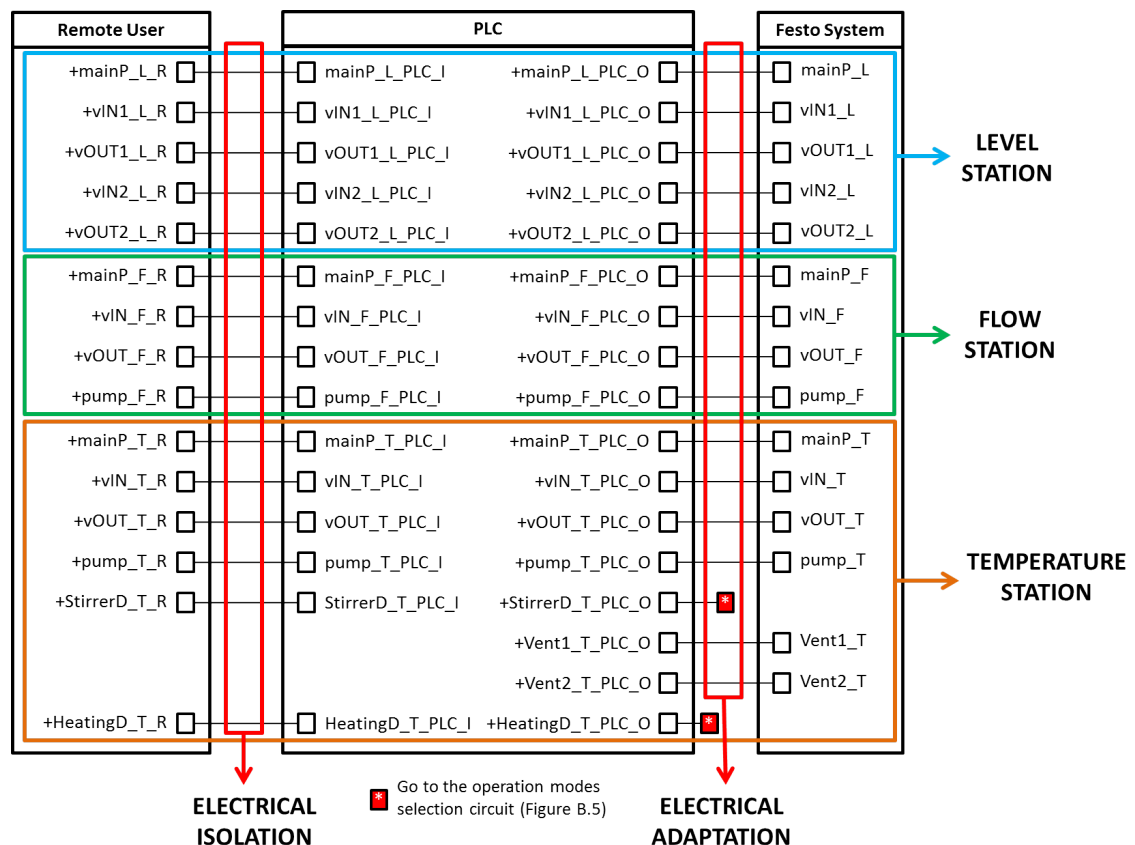 Remote User PLC Festo System
+mainP_L_R mainP_L_PLC_I +mainP_L_PLC_O mainP_L
+vIN1_L_R vIN1_L_PLC_I +vIN1_L_PLC_O vIN1_L
+vOUT1_L_R vOUT1_L_PLC_I +vOUT1_L_PLC_O vOUT1_L
+vIN2_L_R vIN2_L_PLC_I +vIN2_L_PLC_O vIN2_L
+vOUT2_L_R vOUT2_L_PLC_I +vOUT2_L_PLC_O vOUT2_L
LEVEL
STATION
+mainP_F_R mainP_F_PLC_I +mainP_F_PLC_O mainP_F
+vIN_F_R vIN_F_PLC_I +vIN_F_PLC_O vIN_F
+vOUT_F_R vOUT_F_PLC_I +vOUT_F_PLC_O vOUT_F
+pump_F_R pump_F_PLC_I +pump_F_PLC_O pump_F
FLOW
STATION
+mainP_T_R mainP_T_PLC_I +mainP_T_PLC_O mainP_T
+vIN_T_R vIN_T_PLC_I +vIN_T_PLC_O vIN_T
+vOUT_T_R vOUT_T_PLC_I +vOUT_T_PLC_O vOUT_T
+pump_T_R pump_T_PLC_I +pump_T_PLC_O pump_T
+StirrerD_T_R StirrerD_T_PLC_I +StirrerD_T_PLC_O *
+Vent1_T_PLC_O Vent1_T
+Vent2_T_PLC_O Vent2_T
+HeatingD_T_R HeatingD_T_PLC_I +HeatingD_T_PLC_O *
TEMPERATURE
STATION
ELECTRICAL
ISOLATION
* Go to the operation modes
selection circuit (Figure B.5)
ELECTRICAL
ADAPTATION